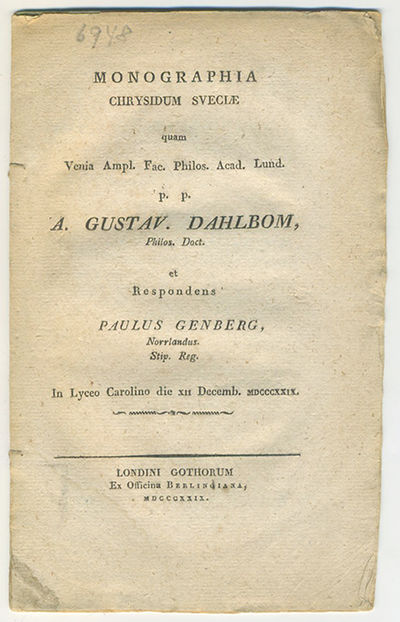 6948
MONOGRAPHIA
CHRYSIDUM SVECIÆ
quam
Venia Ampl. Fac. Philos. Acad. Lund.
p. p.
A. GUSTAV. DAHLBOM,
Philos. Doct.
et
Respondens
PAULUS GENBERG,
Norrlandus.
Stip. Reg.
In Lyceo Carolino die XII Decemb. MDCCCXXIX.
LONDINI GOTHORUM
Ex Officina BERLINGIANA,
MDCCCXXIX.